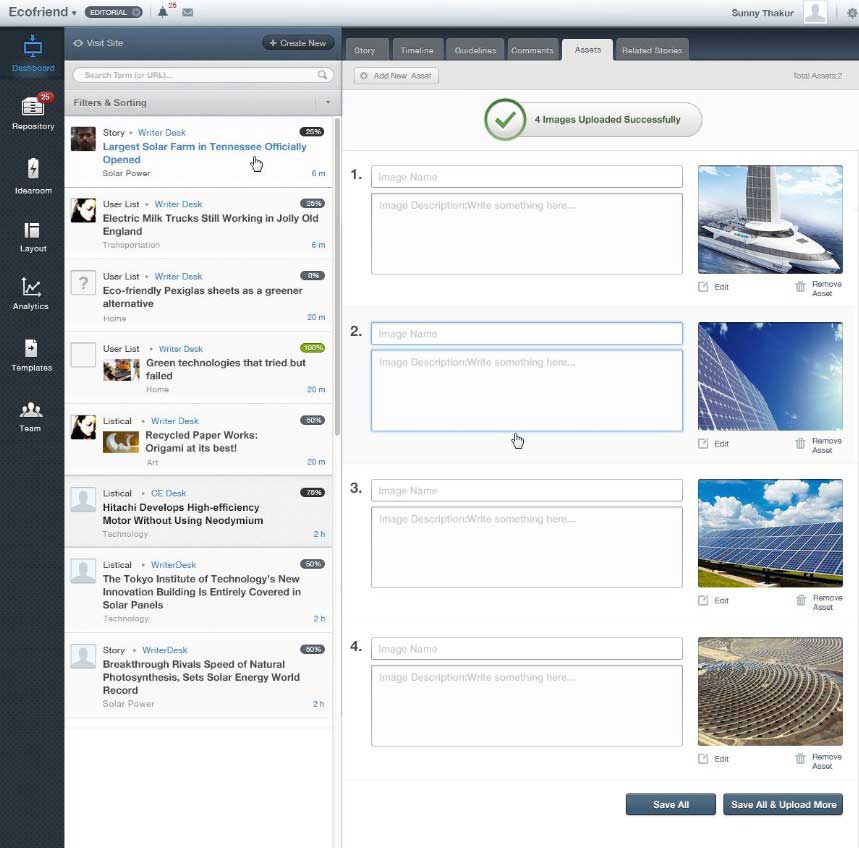 Ecofriend
EDITORIAL
25
Sunny Thakur
Dashboard
25
Repository
Idearoom
Layout
Analytics
Templates
Team
Visit Site
+ Create New
Search Term (or URL)...
Filters & Sorting
Story • Writer Desk 25%
Largest Solar Farm in Tennessee Officially
Opened
Solar Power 6 m
User List • Writer Desk 25%
Electric Milk Trucks Still Working in Jolly Old
England
Transportation 6 m
?
User List • Writer Desk 0%
Eco-friendly Pexiglas sheets as a greener
alternative
Home 20 m
User List • Writer Desk 100%
Green technologies that tried but
failed
Home 20 m
Listical • Writer Desk 50%
Recycled Paper Works:
Origami at its best!
Art 20 m
Listical • CE Desk 75%
Hitachi Develops High-efficiency
Motor Without Using Neodymium
Technology 2 h
Listical • WriterDesk 50%
The Tokyo Institute of Technology's New
Innovation Building Is Entirely Covered in
Solar Panels
Technology 2 h
Story • WriterDesk 60%
Breakthrough Rivals Speed of Natural
Photosynthesis, Sets Solar Energy World
Record
Solar Power 2 h
Story Timeline Guidelines Comments Assets Related Stories
Add New Asset
Total Assets:2
4 Images Uploaded Successfully
1.
Image Name
Image Description:Write something here...
Edit
Remove
Asset
2.
Image Name
Image Description:Write something here...
Edit
Remove
Asset
3.
Image Name
Image Description:Write something here...
Edit
Remove
Asset
4.
Image Name
Image Description:Write something here...
Edit
Remove
Asset
Save All
Save All & Upload More